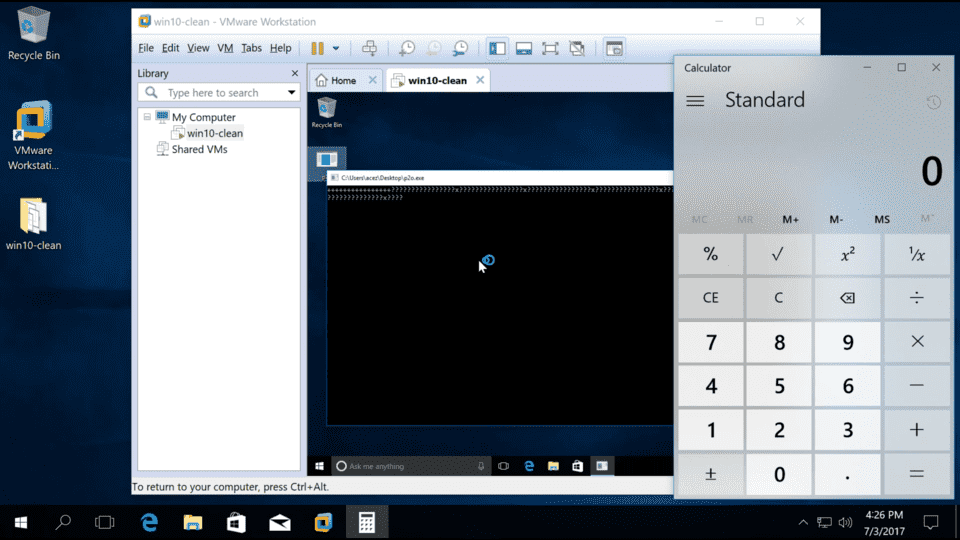 Recycle Bin
VMware
Workstati...
win10-clean
win10-clean - VMware Workstation
File Edit View VM Tabs Help
Library
Type here to search
My Computer
win10-clean
Shared VMs
Home
win10-clean
Recycle Bin
C:\Users\acez\Desktop\p2o.exe
Ask me anything
To return to your computer, press Ctrl+Alt.
Calculator
Standard
0
MC MR M+ M- MS M˅
% √ x² ¹/x
CE C ÷
7 8 9 ×
4 5 6 −
1 2 3 +
± 0 . =
4:26 PM
7/3/2017